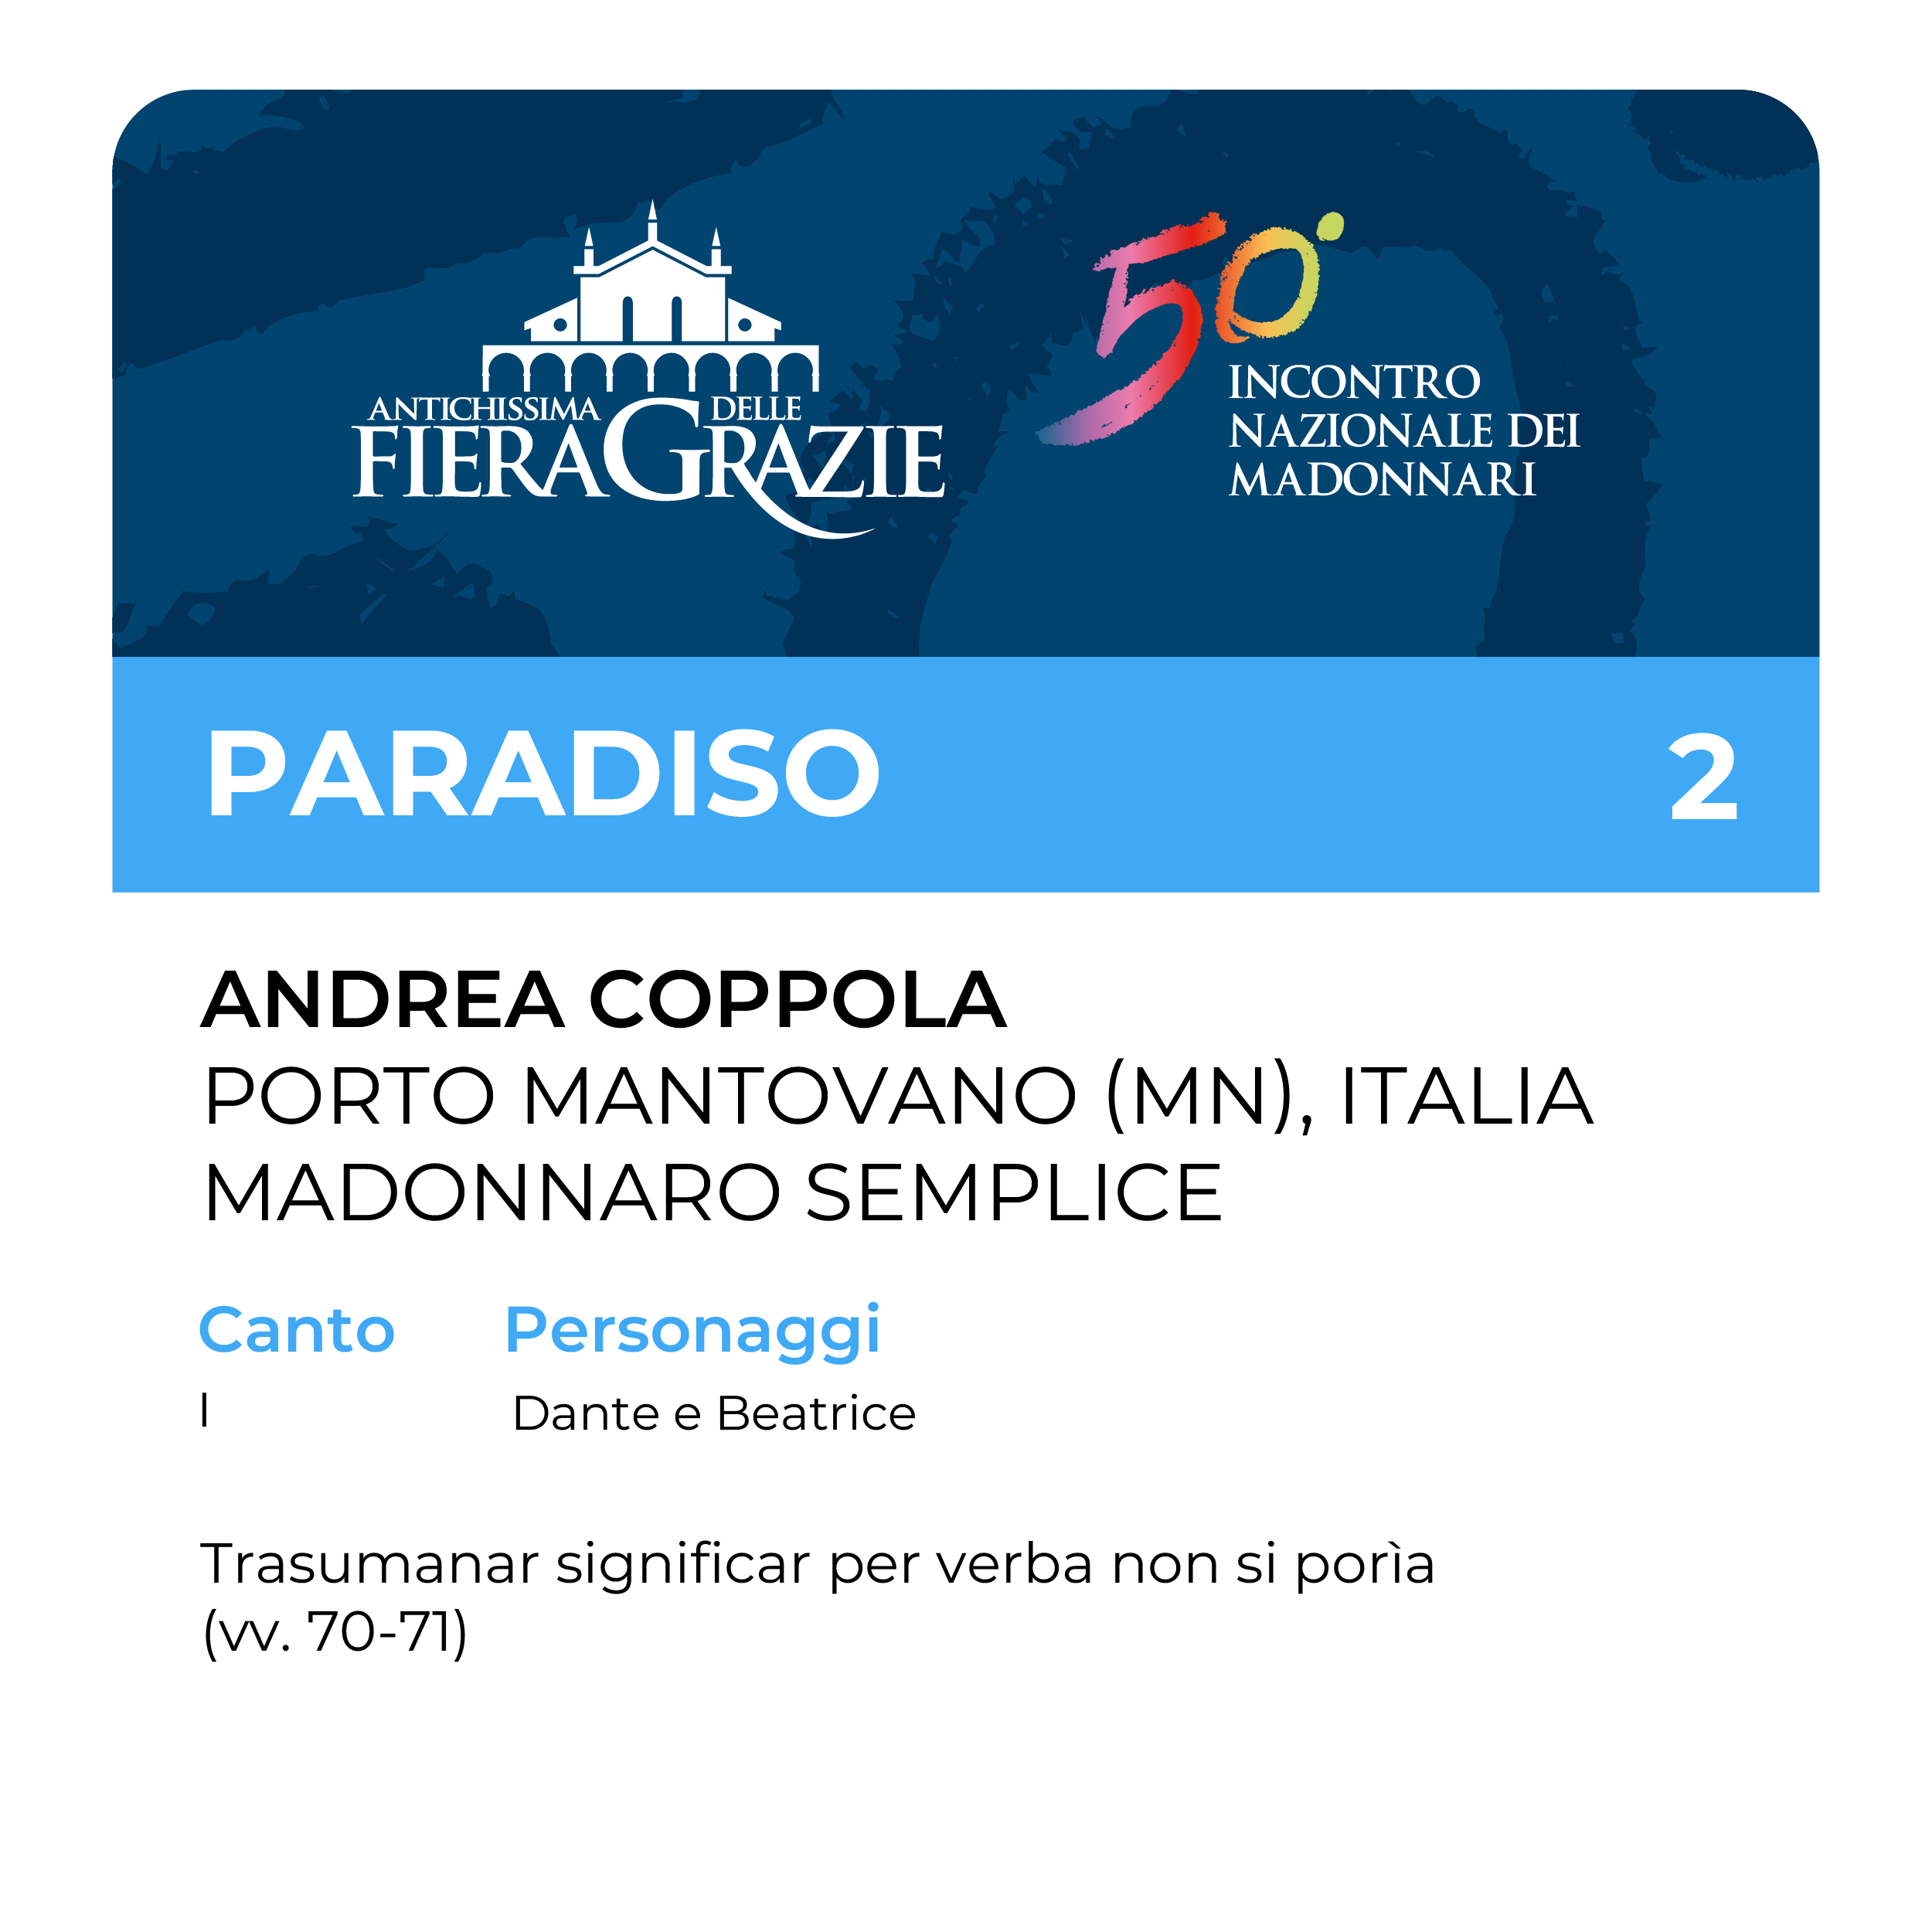 ANTICHISSIMA
FIERA DELLE GRAZIE
50°
INCONTRO
NAZIONALE DEI
MADONNARI
PARADISO 2
ANDREA COPPOLA
PORTO MANTOVANO (MN), ITALIA
MADONNARO SEMPLICE
Canto Personaggi
I Dante e Beatrice
Trasumanar significar per verba non si porìa
(vv. 70-71)